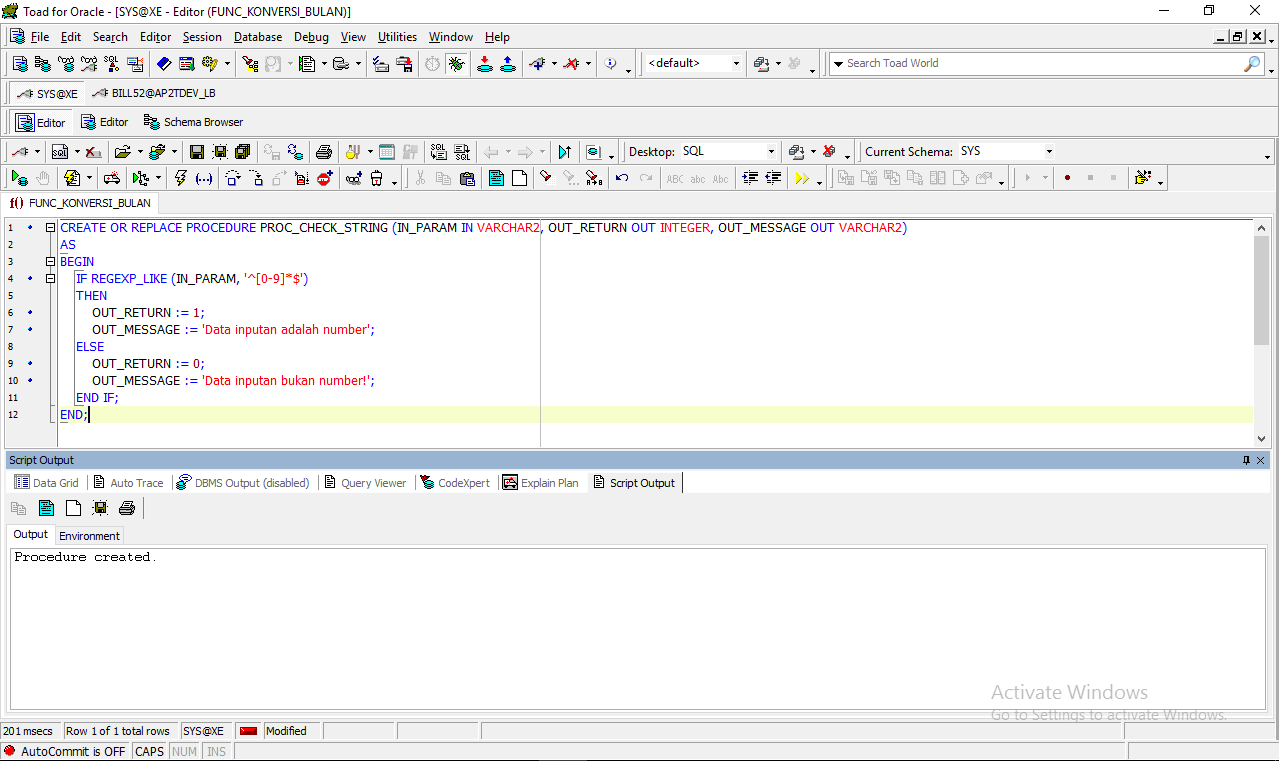 Toad for Oracle - [SYS@XE - Editor (FUNC_KONVERSI_BULAN)]
File Edit Search Editor Session Database Debug View Utilities Window Help
<default> Search Toad World
SYS@XE BILL52@AP2TDEV_LB
Editor Editor Schema Browser
SQL SQL SQL Desktop: SQL Current Schema: SYS
ABC abc Abc
f() FUNC_KONVERSI_BULAN
1 CREATE OR REPLACE PROCEDURE PROC_CHECK_STRING (IN_PARAM IN VARCHAR2, OUT_RETURN OUT INTEGER, OUT_MESSAGE OUT VARCHAR2)
2 AS
3 BEGIN
4 IF REGEXP_LIKE (IN_PARAM, '^[0-9]*$')
5 THEN
6 OUT_RETURN := 1;
7 OUT_MESSAGE := 'Data inputan adalah number';
8 ELSE
9 OUT_RETURN := 0;
10 OUT_MESSAGE := 'Data inputan bukan number!';
11 END IF;
12 END;
Script Output
Data Grid Auto Trace DBMS Output (disabled) Query Viewer CodeXpert Explain Plan Script Output
Output Environment
Procedure created.
Activate Windows
Go to Settings to activate Windows.
201 msecs Row 1 of 1 total rows SYS@XE Modified
AutoCommit is OFF CAPS NUM INS